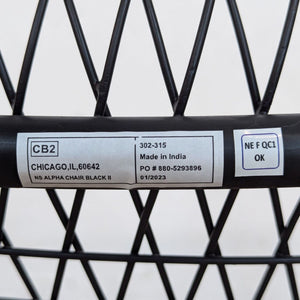 CB2
CHICAGO,IL,60642
NS ALPHA CHAIR BLACK II
302-315
Made in India
PO # 880-5293896
01/2023
NE F QC1
OK